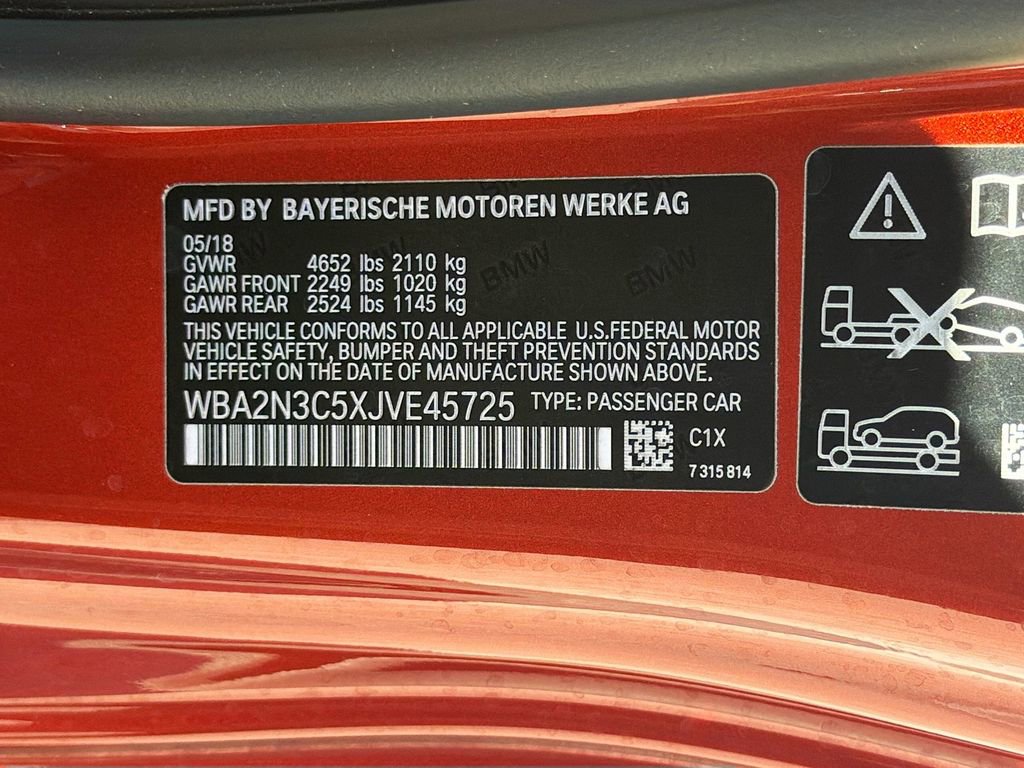 MFD BY BAYERISCHE MOTOREN WERKE AG
05/18
GVWR 4652 lbs 2110 kg
GAWR FRONT 2249 lbs 1020 kg
GAWR REAR 2524 lbs 1145 kg
THIS VEHICLE CONFORMS TO ALL APPLICABLE U.S.FEDERAL MOTOR
VEHICLE SAFETY, BUMPER AND THEFT PREVENTION STANDARDS
IN EFFECT ON THE DATE OF MANUFACTURE SHOWN ABOVE.
WBA2N3C5XJVE45725 TYPE: PASSENGER CAR
C1X
7 315 814
BMW
BMW
BMW